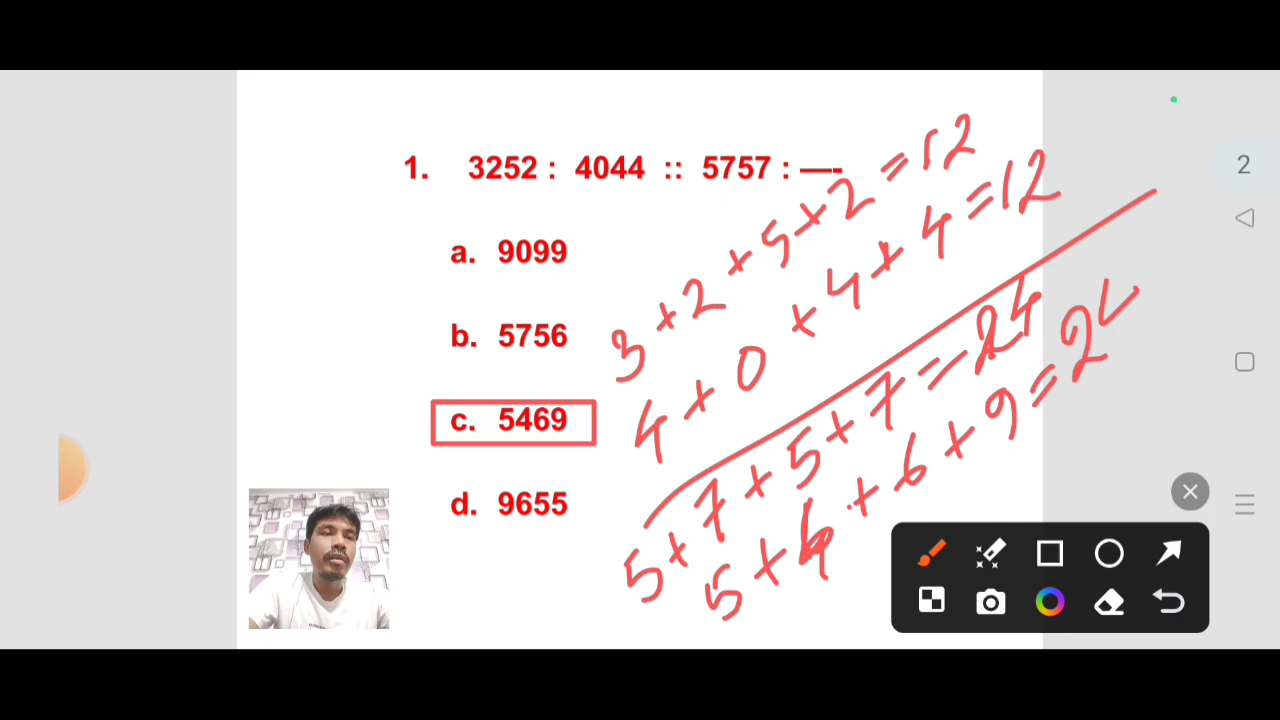 1. 3252 : 4044 :: 5757 : —-
a. 9099
b. 5756
c. 5469
d. 9655
3+2+5+2=12
4+0+4+4=12
5+7+5+7=24
5+4+6+9=24
2